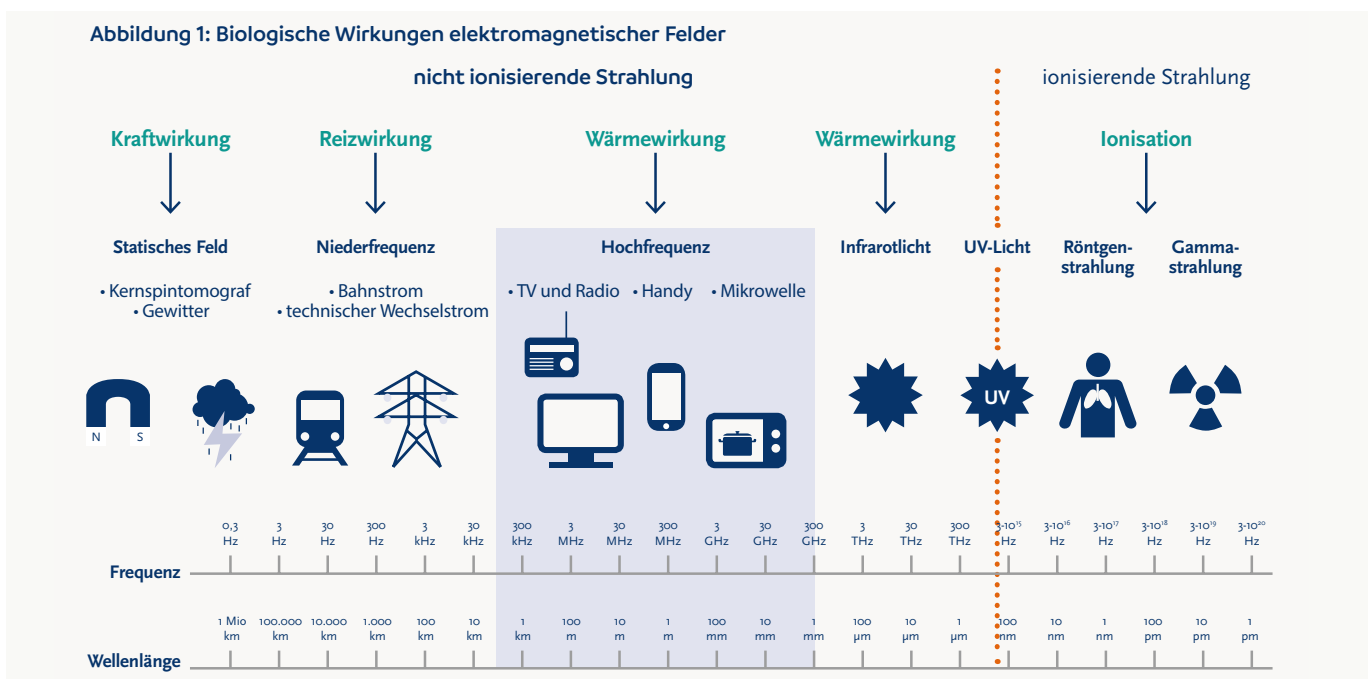 Abbildung 1: Biologische Wirkungen elektromagnetischer Felder
nicht ionisierende Strahlung
ionisierende Strahlung
Kraftwirkung
Reizwirkung
Wärmewirkung
Wärmewirkung
Ionisation
Statisches Feld
Niederfrequenz
Hochfrequenz
Infrarotlicht
UV-Licht
Röntgen-
strahlung
Gamma-
strahlung
• Kernspintomograf
• Gewitter
• Bahnstrom
• technischer Wechselstrom
• TV und Radio • Handy • Mikrowelle
N S
UV
Frequenz
0,3 Hz
3 Hz
30 Hz
300 Hz
3 kHz
30 kHz
300 kHz
3 MHz
30 MHz
300 MHz
3 GHz
30 GHz
300 GHz
3 THz
30 THz
300 THz
3-10¹⁵ Hz
3-10¹⁶ Hz
3-10¹⁷ Hz
3-10¹⁸ Hz
3-10¹⁹ Hz
3-10²⁰ Hz
Wellenlänge
1 Mio km
100.000 km
10.000 km
1.000 km
100 km
10 km
1 km
100 m
10 m
1 m
100 mm
10 mm
1 mm
100 µm
10 µm
1 µm
100 nm
10 nm
1 nm
100 pm
10 pm
1 pm